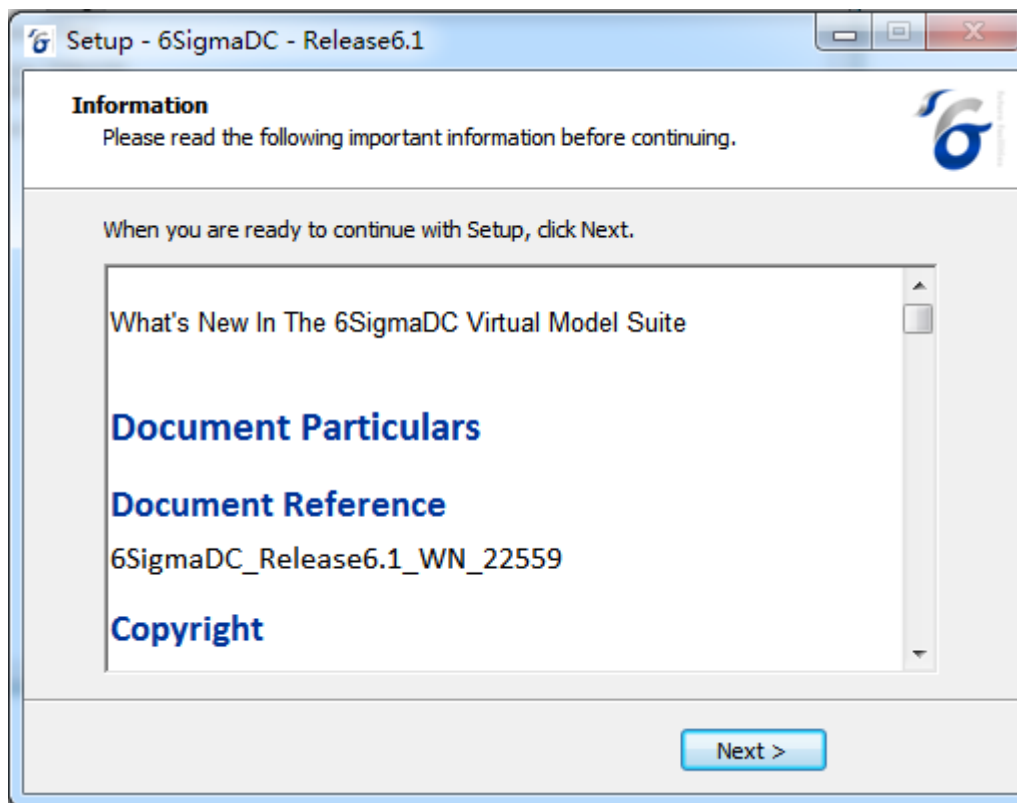 Setup - 6SigmaDC - Release6.1
Information
Please read the following important information before continuing.
When you are ready to continue with Setup, click Next.
What's New In The 6SigmaDC Virtual Model Suite
Document Particulars
Document Reference
6SigmaDC_Release6.1_WN_22559
Copyright
Next >